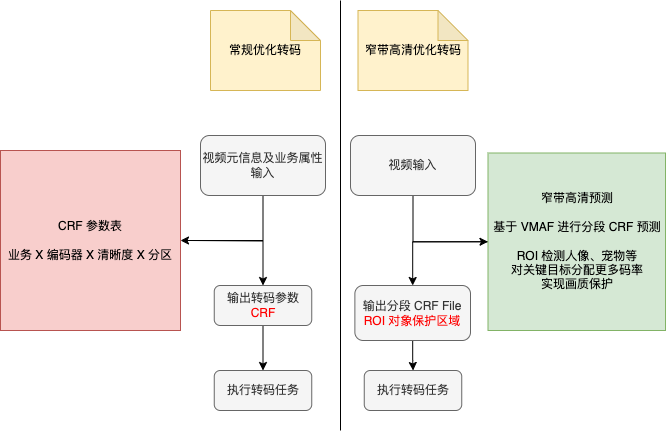 常规优化转码
窄带高清优化转码
视频元信息及业务属性
输入
视频输入
CRF 参数表
业务 X 编码器 X 清晰度 X 分区
窄带高清预测
基于 VMAF 进行分段 CRF 预测
ROI 检测人像、宠物等
对关键目标分配更多码率
实现画质保护
输出转码参数
CRF
输出分段 CRF File
ROI 对象保护区域
执行转码任务
执行转码任务